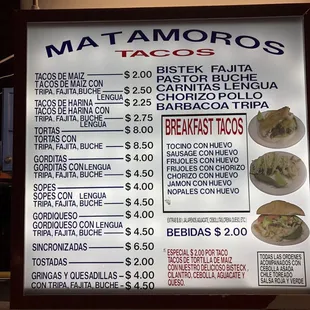 MATAMOROS
TACOS
TACOS DE MAIZ $ 2.00
TACOS DE MAIZ CON
TRIPA, FAJITA, BUCHE $ 2.50
LENGUA
TACOS DE HARINA $ 2.25
TACOS DE HARINA CON
TRIPA, FAJITA, BUCHE $ 2.75
LENGUA
TORTAS $ 8.00
TORTAS CON
TRIPA, FAJITA, BUCHE $ 8.50
GORDITAS $ 4.00
GORDITAS CON LENGUA
TRIPA, FAJITA, BUCHE $ 4.50
SOPES $ 4.00
SOPES CON LENGUA
TRIPA, FAJITA, BUCHE $ 4.50
GORDIQUESO $ 4.00
GORDIQUESO CON LENGUA
TRIPA, FAJITA, BUCHE $ 4.50
SINCRONIZADAS $ 6.50
TOSTADAS $ 2.00
GRINGAS Y QUESADILLAS $ 4.00
CON TRIPA, FAJITA, BUCHE $ 4.50
BISTEK FAJITA
PASTOR BUCHE
CARNITAS LENGUA
CHORIZO POLLO
BARBACOA TRIPA
BREAKFAST TACOS
TOCINO CON HUEVO
SAUSAGE CON HUEVO
FRIJOLES CON HUEVO
FRIJOLES CON CHORIZO
CHORIZO CON HUEVO
JAMON CON HUEVO
NOPALES CON HUEVO
BEBIDAS $ 2.00
ESPECIAL $ 2.00 POR TACO
TACOS DE TORTILLA DE MAIZ
CON NUESTRO DELICIOSO BISTECK,
CILANTRO, CEBOLLA, AGUACATE Y
QUESO.
TODAS LAS ORDENES
ACOMPAÑADOS CON
CEBOLLA ASADA
CHILE TOREADO
SALSA ROJA Y VERDE